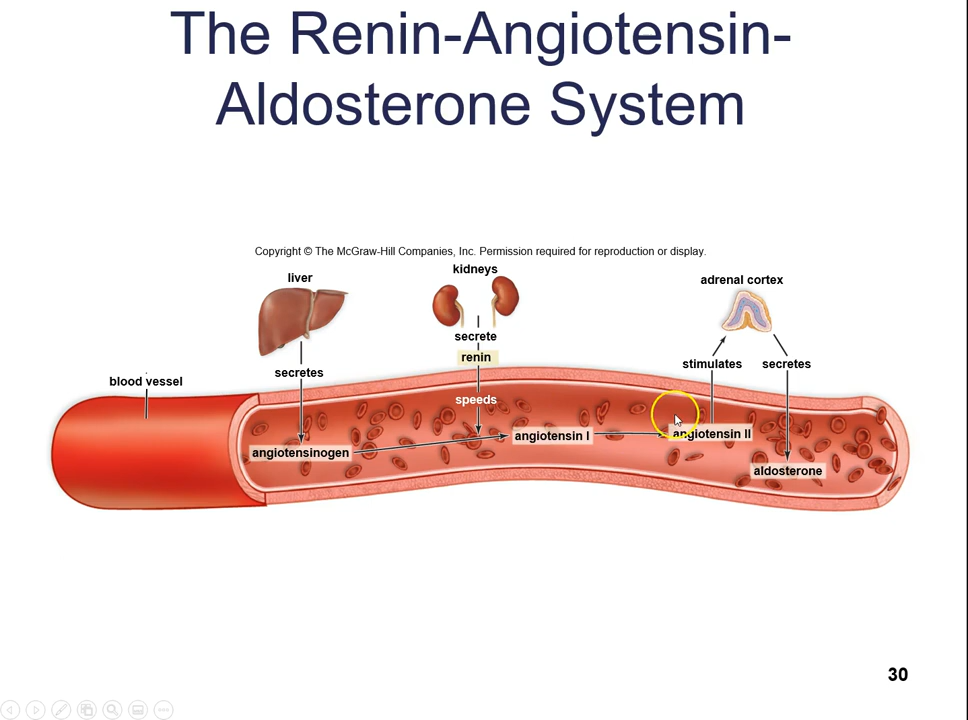 The Renin-Angiotensin-
Aldosterone System
Copyright © The McGraw-Hill Companies, Inc. Permission required for reproduction or display.
liver
kidneys
adrenal cortex
secrete
renin
secretes
stimulates
secretes
blood vessel
speeds
angiotensinogen
angiotensin I
angiotensin II
aldosterone
30